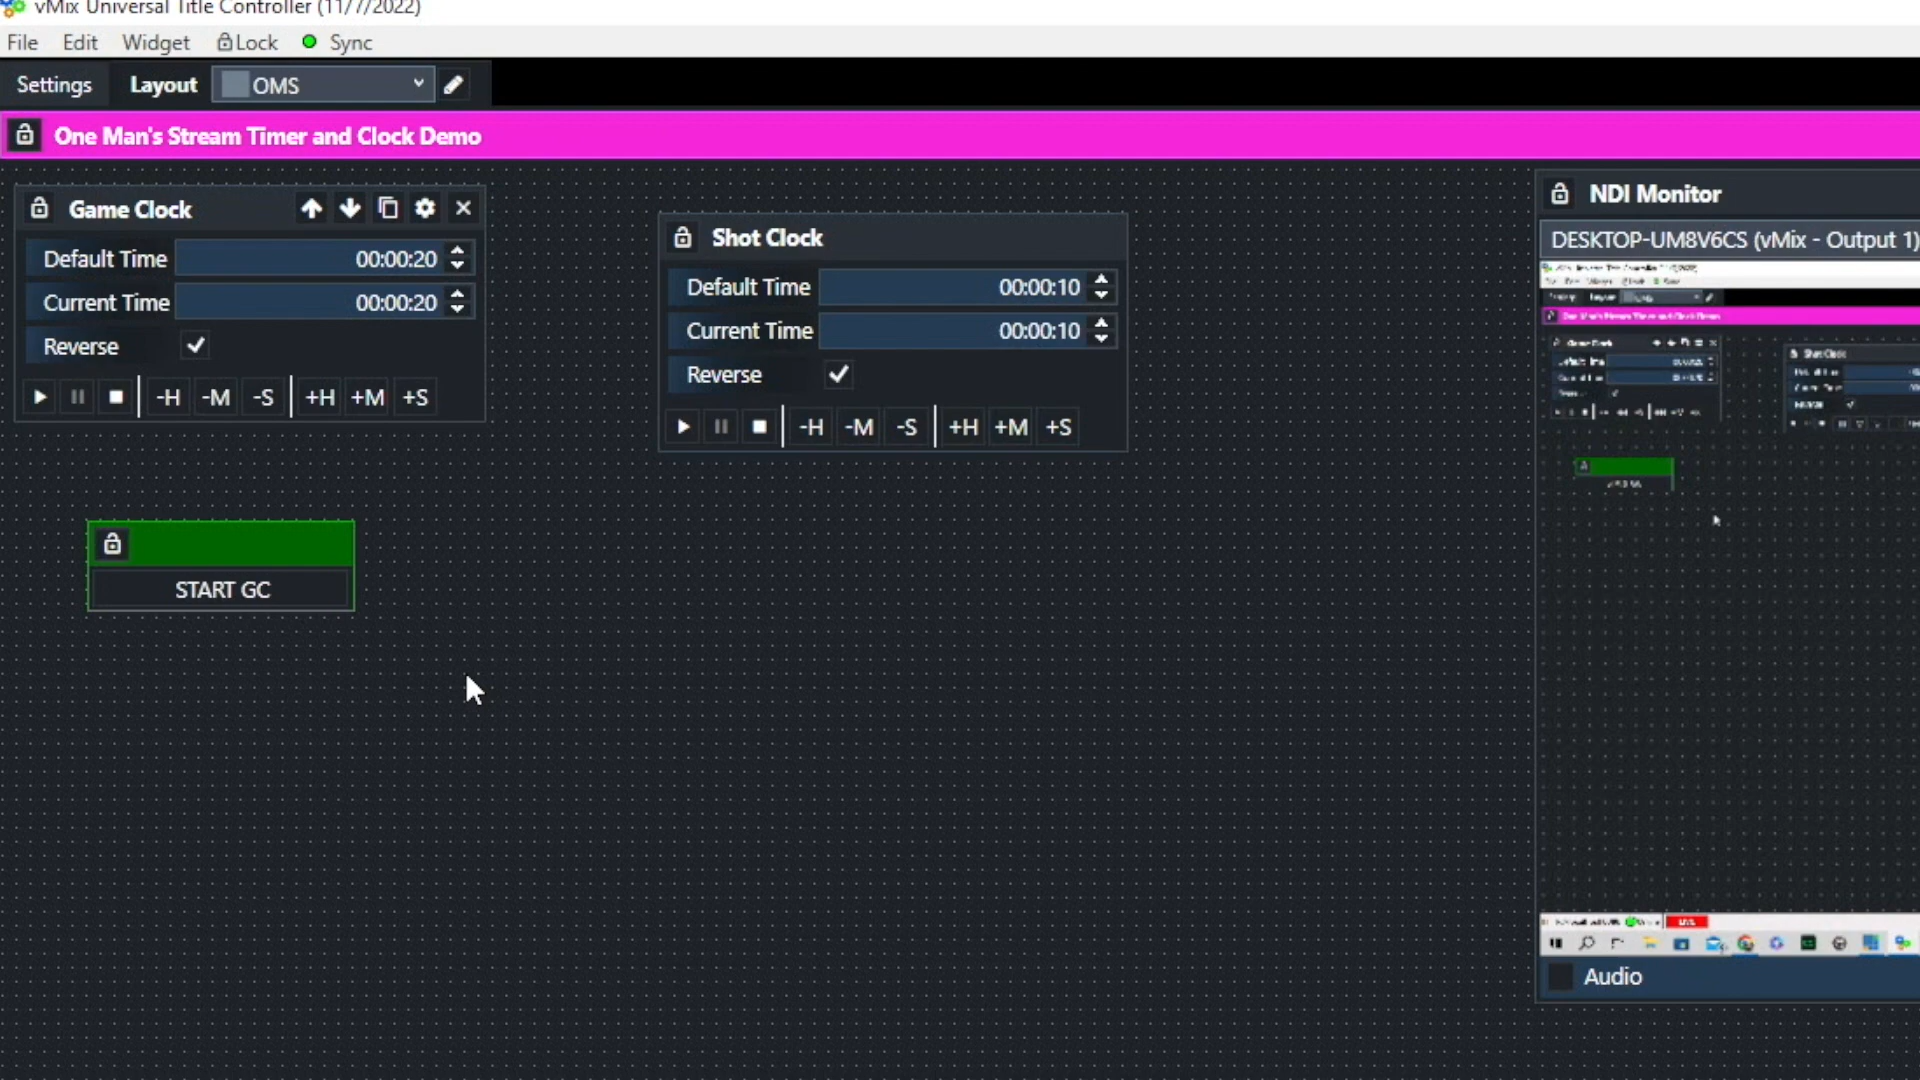 vMix Universal Title Controller (11/7/2022)
File Edit Widget Lock Sync
Settings Layout OMS
One Man's Stream Timer and Clock Demo
Game Clock
Default Time 00:00:20
Current Time 00:00:20
Reverse
-H -M -S +H +M +S
START GC
Shot Clock
Default Time 00:00:10
Current Time 00:00:10
Reverse
-H -M -S +H +M +S
NDI Monitor
DESKTOP-UM8V6CS (vMix - Output 1)
Audio